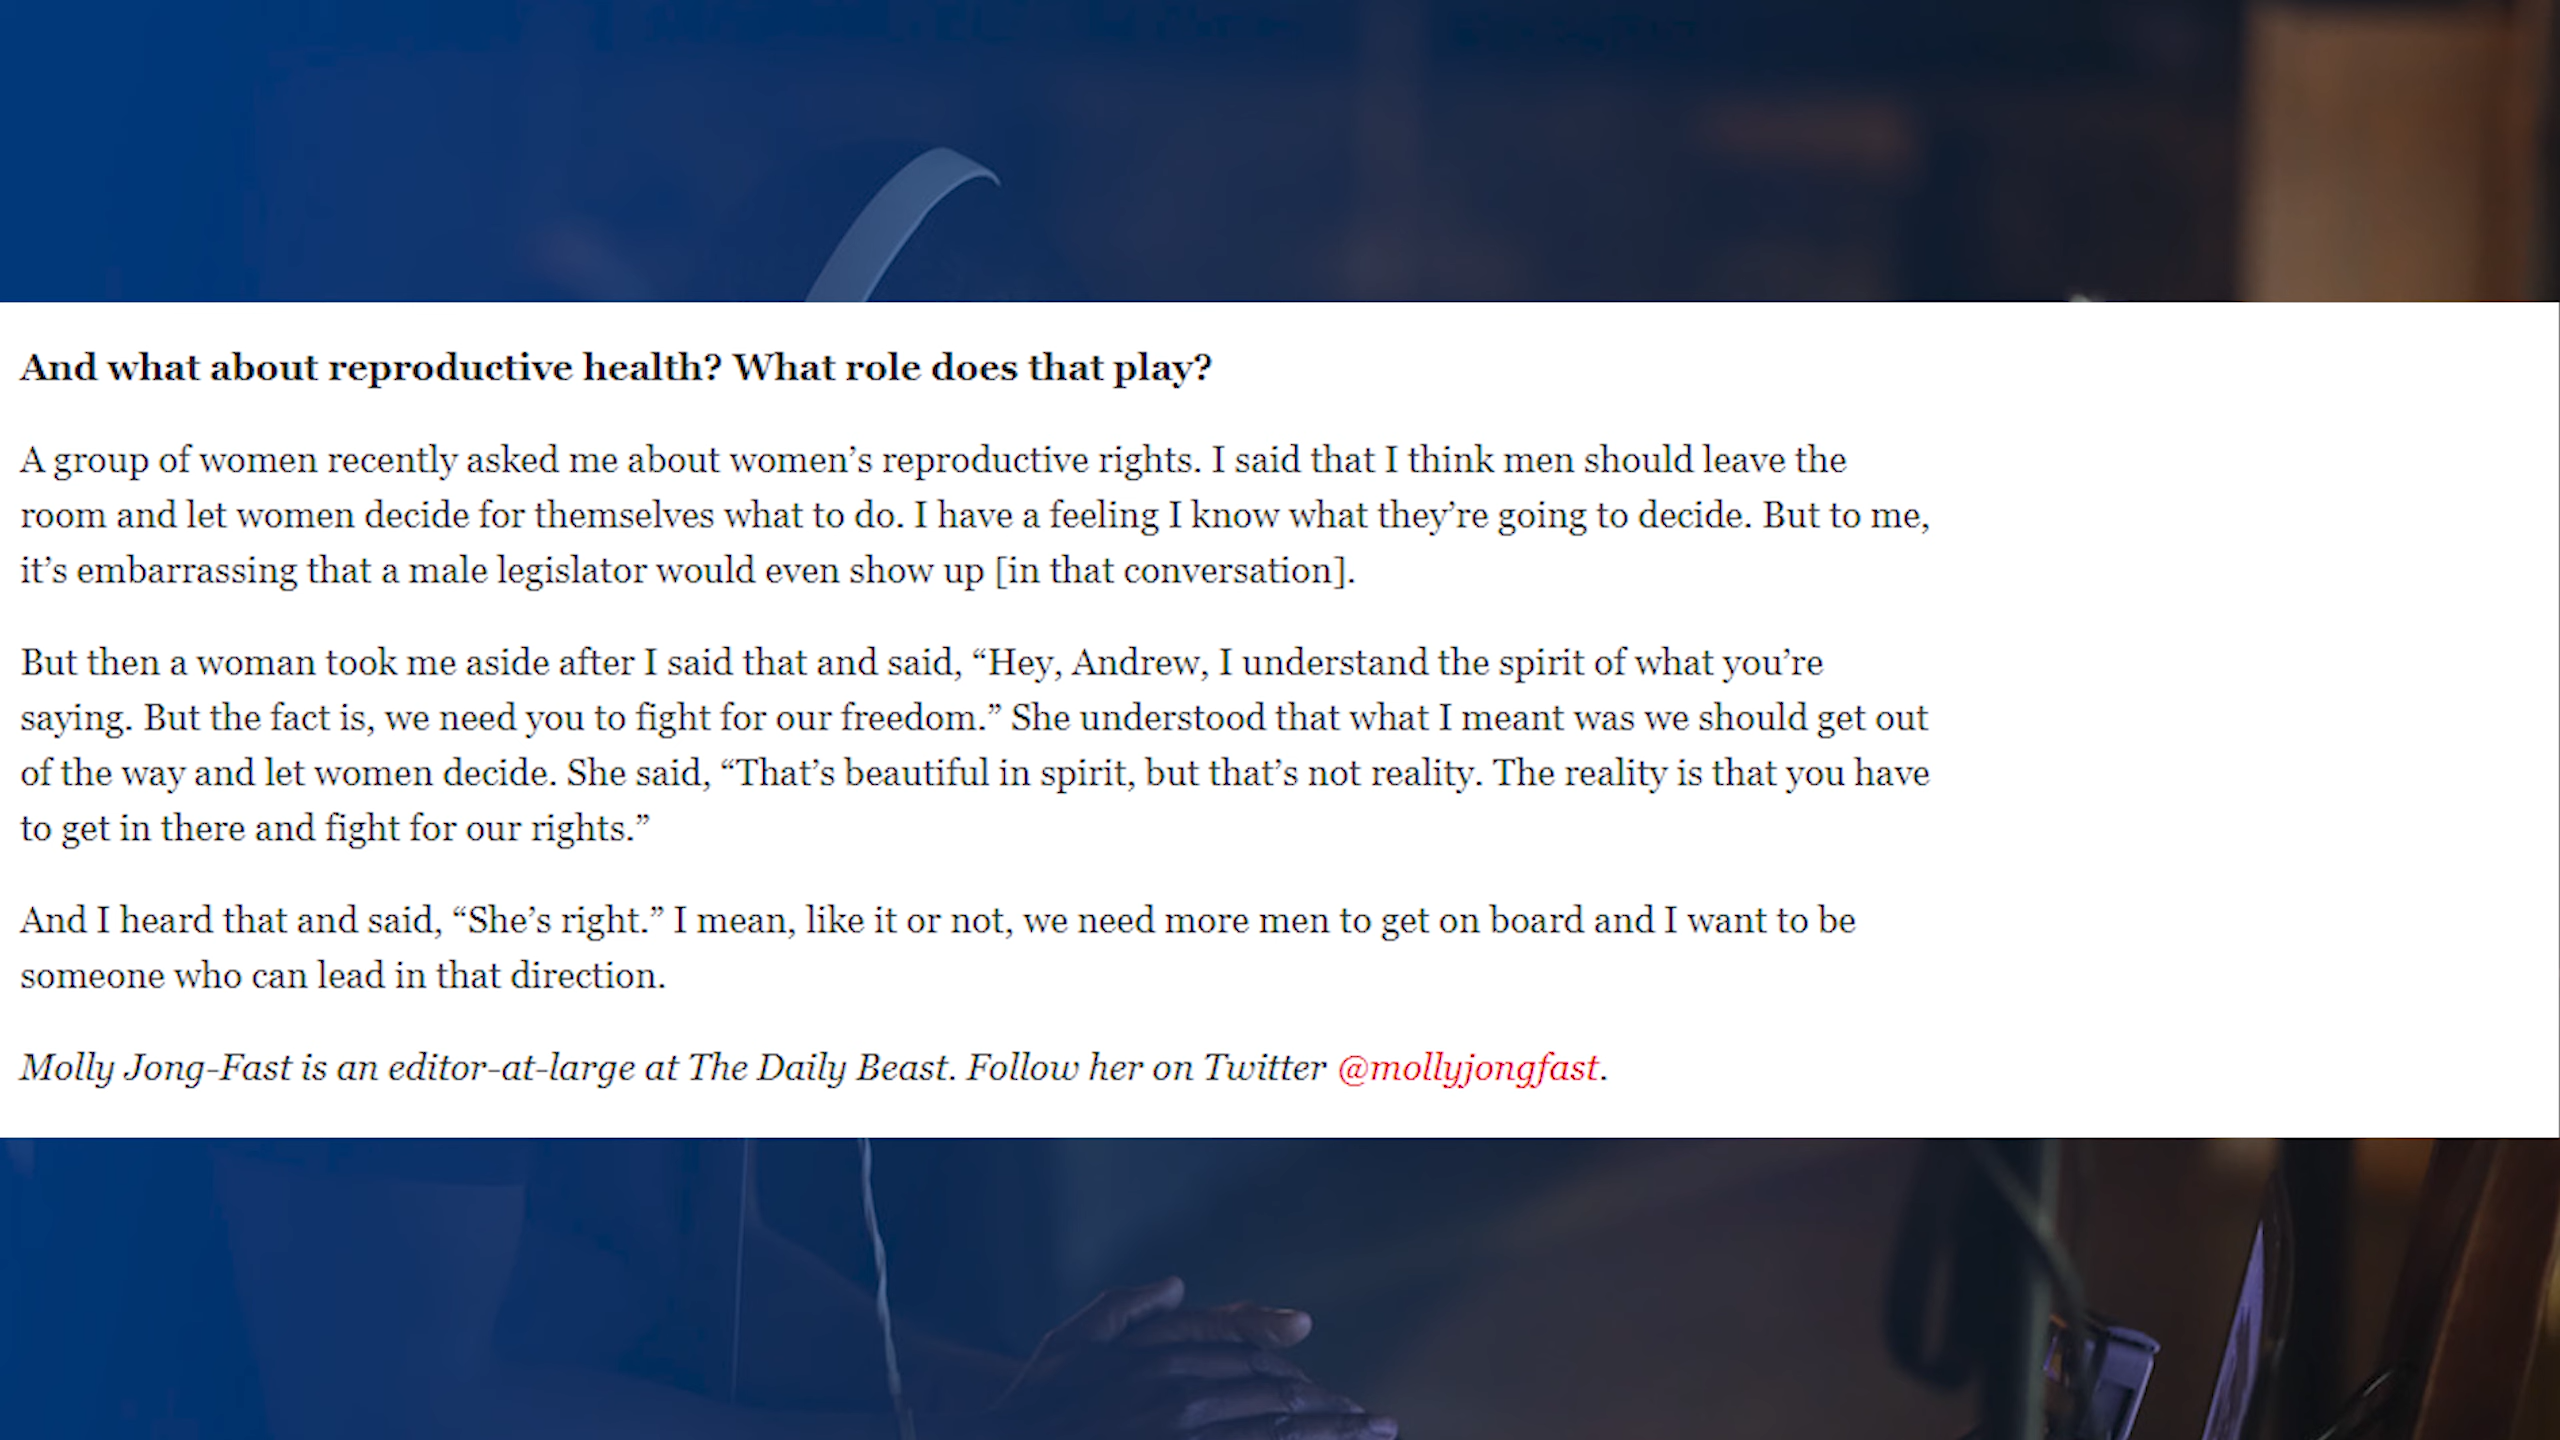 And what about reproductive health? What role does that play?
A group of women recently asked me about women’s reproductive rights. I said that I think men should leave the
room and let women decide for themselves what to do. I have a feeling I know what they’re going to decide. But to me,
it’s embarrassing that a male legislator would even show up [in that conversation].
But then a woman took me aside after I said that and said, “Hey, Andrew, I understand the spirit of what you’re
saying. But the fact is, we need you to fight for our freedom.” She understood that what I meant was we should get out
of the way and let women decide. She said, “That’s beautiful in spirit, but that’s not reality. The reality is that you have
to get in there and fight for our rights.”
And I heard that and said, “She’s right.” I mean, like it or not, we need more men to get on board and I want to be
someone who can lead in that direction.
Molly Jong-Fast is an editor-at-large at The Daily Beast. Follow her on Twitter @mollyjongfast.